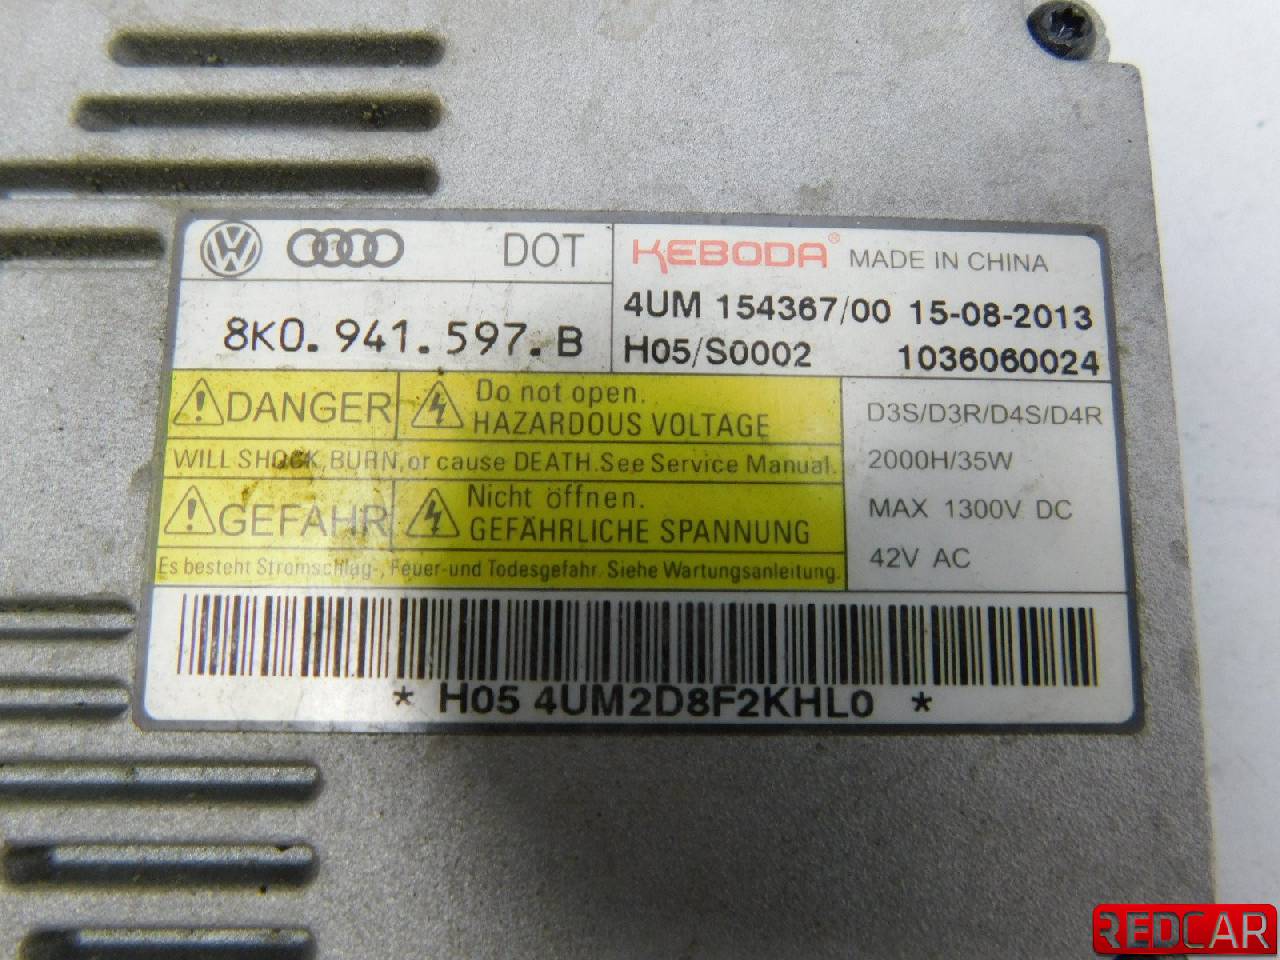 DOT
KEBODA® MADE IN CHINA
8K0.941.597.B
4UM 154367/00 15-08-2013
H05/S0002 1036060024
DANGER
Do not open.
HAZARDOUS VOLTAGE
WILL SHOCK,BURN,or cause DEATH.See Service Manual.
GEFAHR
Nicht öffnen.
GEFÄHRLICHE SPANNUNG
Es besteht Stromschlag-, Feuer-und Todesgefahr. Siehe Wartungsanleitung.
D3S/D3R/D4S/D4R
2000H/35W
MAX 1300V DC
42V AC
* H05 4UM2D8F2KHL0 *
REDCAR